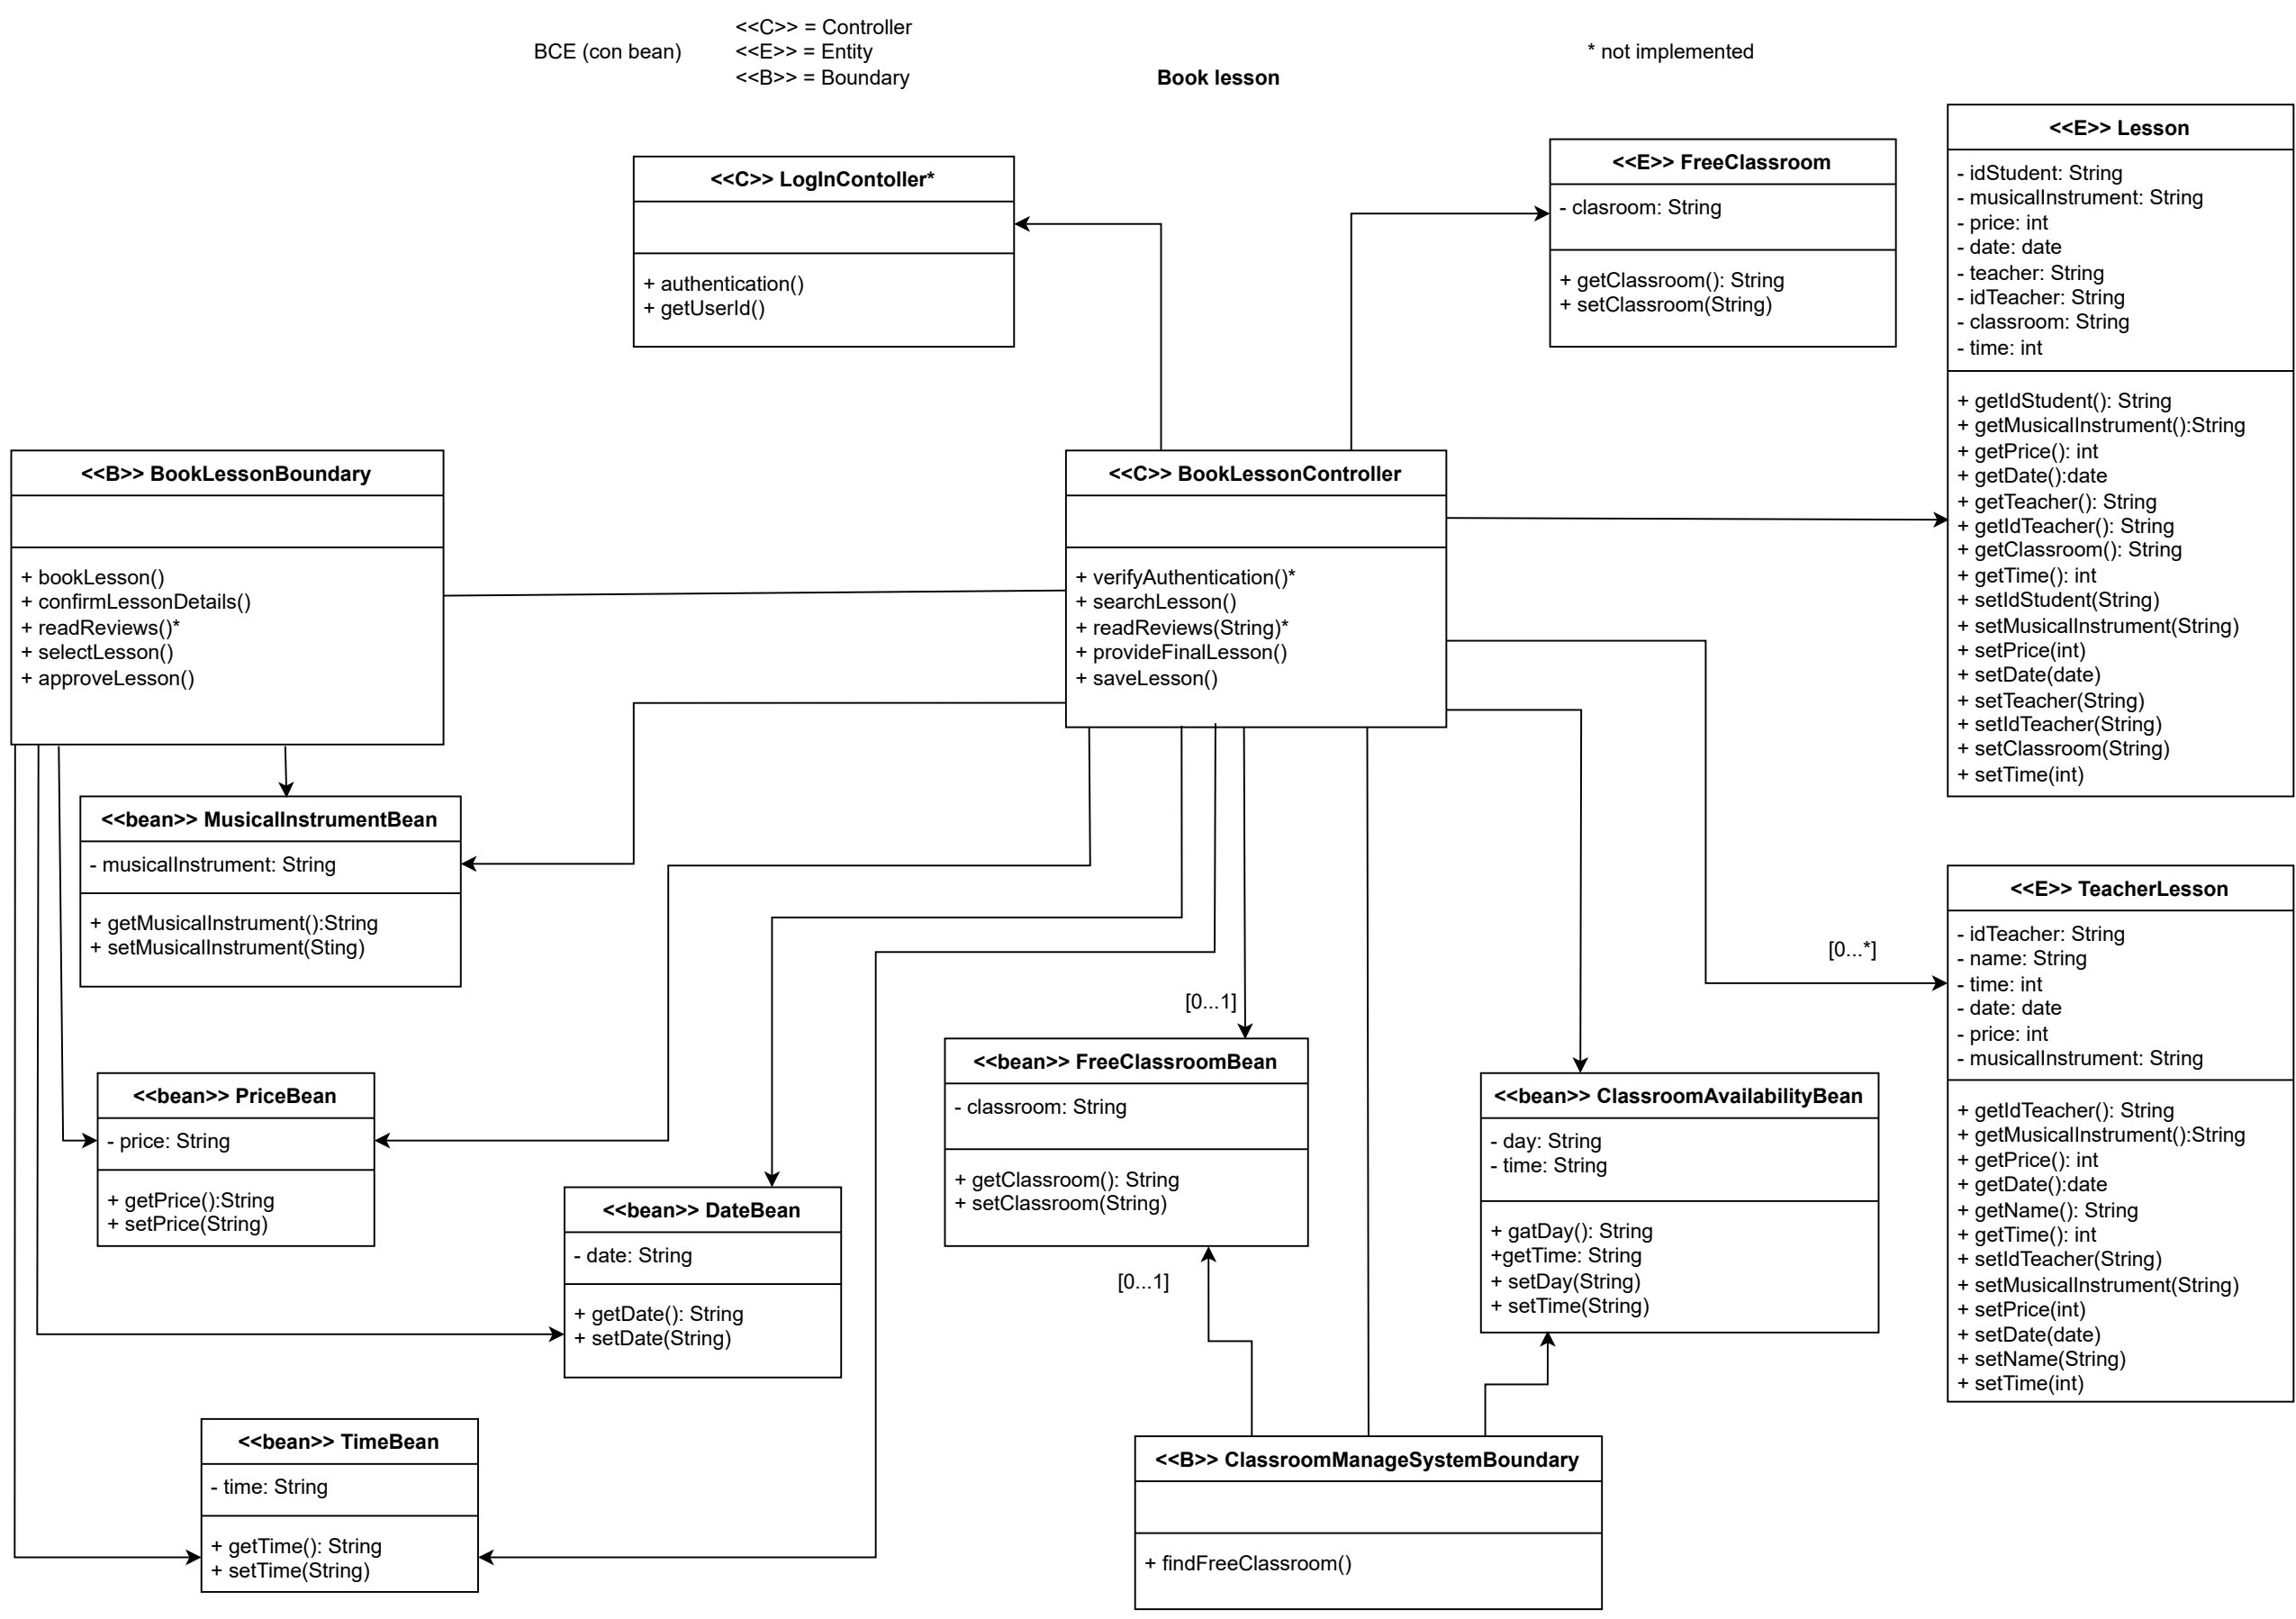 <<C>> = Controller
BCE (con bean)
<<E>> = Entity
<<B>> = Boundary
Book lesson
* not implemented
<<C>> LogInContoller*
+ authentication()
+ getUserId()
<<E>> FreeClassroom
- clasroom: String
+ getClassroom(): String
+ setClassroom(String)
<<E>> Lesson
- idStudent: String
- musicalInstrument: String
- price: int
- date: date
- teacher: String
- idTeacher: String
- classroom: String
- time: int
+ getIdStudent(): String
+ getMusicalInstrument():String
+ getPrice(): int
+ getDate():date
+ getTeacher(): String
+ getIdTeacher(): String
+ getClassroom(): String
+ getTime(): int
+ setIdStudent(String)
+ setMusicalInstrument(String)
+ setPrice(int)
+ setDate(date)
+ setTeacher(String)
+ setIdTeacher(String)
+ setClassroom(String)
+ setTime(int)
<<B>> BookLessonBoundary
+ bookLesson()
+ confirmLessonDetails()
+ readReviews()*
+ selectLesson()
+ approveLesson()
<<C>> BookLessonController
+ verifyAuthentication()*
+ searchLesson()
+ readReviews(String)*
+ provideFinalLesson()
+ saveLesson()
<<bean>> MusicalInstrumentBean
- musicalInstrument: String
+ getMusicalInstrument():String
+ setMusicalInstrument(Sting)
<<E>> TeacherLesson
- idTeacher: String
- name: String
- time: int
- date: date
- price: int
- musicalInstrument: String
+ getIdTeacher(): String
+ getMusicalInstrument():String
+ getPrice(): int
+ getDate():date
+ getName(): String
+ getTime(): int
+ setIdTeacher(String)
+ setMusicalInstrument(String)
+ setPrice(int)
+ setDate(date)
+ setName(String)
+ setTime(int)
[0...*]
[0...1]
<<bean>> PriceBean
- price: String
+ getPrice():String
+ setPrice(String)
<<bean>> FreeClassroomBean
- classroom: String
+ getClassroom(): String
+ setClassroom(String)
<<bean>> ClassroomAvailabilityBean
- day: String
- time: String
+ gatDay(): String
+getTime: String
+ setDay(String)
+ setTime(String)
<<bean>> DateBean
- date: String
+ getDate(): String
+ setDate(String)
[0...1]
<<bean>> TimeBean
- time: String
+ getTime(): String
+ setTime(String)
<<B>> ClassroomManageSystemBoundary
+ findFreeClassroom()